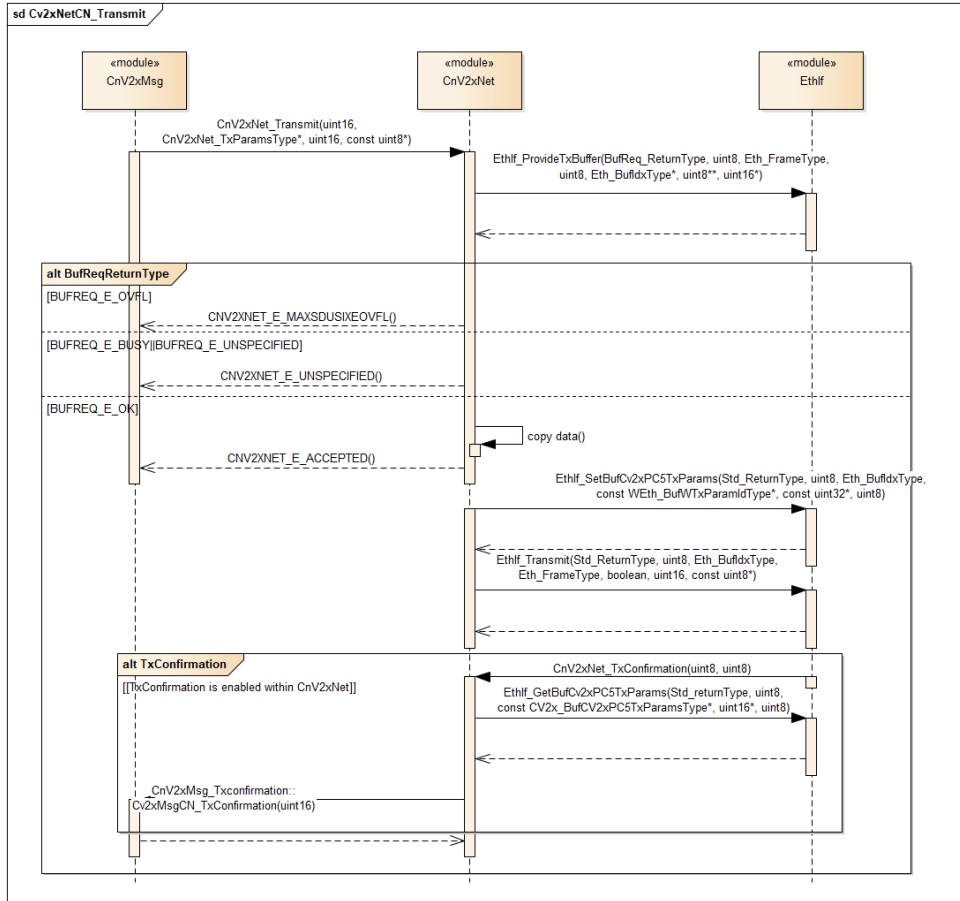 sd Cv2xNetCN_Transmit
«module»
CnV2xMsg
«module»
CnV2xNet
«module»
EthIf
CnV2xNet_Transmit(uint16,
CnV2xNet_TxParamsType*, uint16, const uint8*)
EthIf_ProvideTxBuffer(BufReq_ReturnType, uint8, Eth_FrameType,
uint8, Eth_BufIdxType*, uint8**, uint16*)
alt BufReqReturnType
[BUFREQ_E_OVFL]
CNV2XNET_E_MAXSDUSIXEOVFL()
[BUFREQ_E_BUSY||BUFREQ_E_UNSPECIFIED]
CNV2XNET_E_UNSPECIFIED()
[BUFREQ_E_OK]
copy data()
CNV2XNET_E_ACCEPTED()
EthIf_SetBufCv2xPC5TxParams(Std_ReturnType, uint8, Eth_BufIdxType,
const WEth_BufWTxParamIdType*, const uint32*, uint8)
EthIf_Transmit(Std_ReturnType, uint8, Eth_BufIdxType,
Eth_FrameType, boolean, uint16, const uint8*)
alt TxConfirmation
CnV2xNet_TxConfirmation(uint8, uint8)
[[TxConfirmation is enabled within CnV2xNet]]
EthIf_GetBufCv2xPC5TxParams(Std_returnType, uint8,
const CV2x_BufCV2xPC5TxParamsType*, uint16*, uint8)
CnV2xMsg_Txconfirmation::
Cv2xMsgCN_TxConfirmation(uint16)